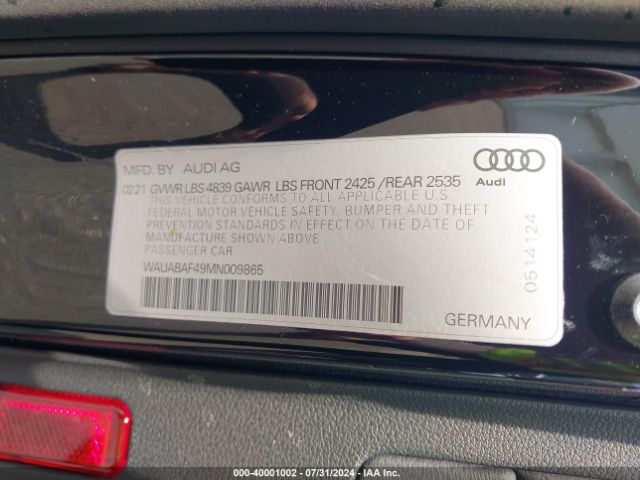 MFD. BY AUDI AG
02 21 GVWR LBS 4839 GAWR LBS FRONT 2425 / REAR 2535
THIS VEHICLE CONFORMS TO ALL APPLICABLE U.S.
FEDERAL MOTOR VEHICLE SAFETY, BUMPER AND THEFT
PREVENTION STANDARDS IN EFFECT ON THE DATE OF
MANUFACTURE SHOWN ABOVE
PASSENGER CAR
WAUABAF49MN009865
Audi
0514124
GERMANY
000-40001002 - 07/31/2024 - IAA Inc.